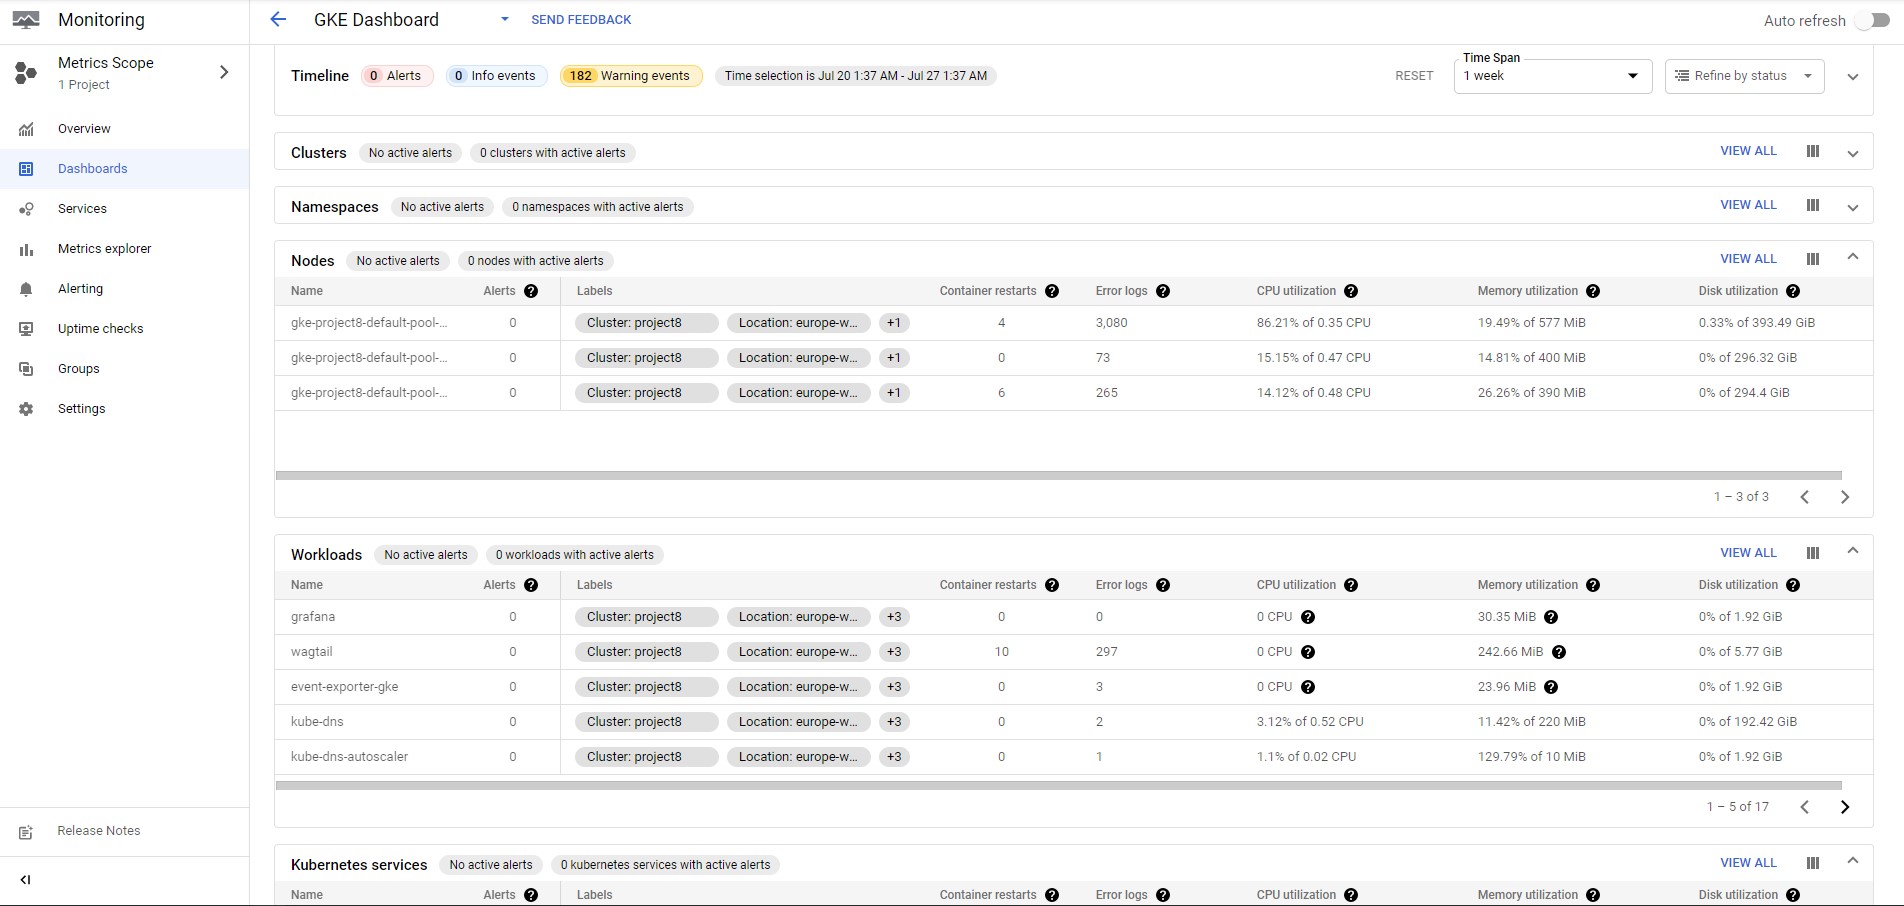 Monitoring
GKE Dashboard
SEND FEEDBACK
Auto refresh
Metrics Scope
1 Project
Overview
Dashboards
Services
Metrics explorer
Alerting
Uptime checks
Groups
Settings
Release Notes
Timeline 0 Alerts 0 Info events 182 Warning events Time selection is Jul 20 1:37 AM - Jul 27 1:37 AM RESET Time Span 1 week Refine by status
Clusters No active alerts 0 clusters with active alerts VIEW ALL
Namespaces No active alerts 0 namespaces with active alerts VIEW ALL
Nodes No active alerts 0 nodes with active alerts VIEW ALL
Name Alerts Labels Container restarts Error logs CPU utilization Memory utilization Disk utilization
gke-project8-default-pool-... 0 Cluster: project8 Location: europe-w... +1 4 3,080 86.21% of 0.35 CPU 19.49% of 577 MiB 0.33% of 393.49 GiB
gke-project8-default-pool-... 0 Cluster: project8 Location: europe-w... +1 0 73 15.15% of 0.47 CPU 14.81% of 400 MiB 0% of 296.32 GiB
gke-project8-default-pool-... 0 Cluster: project8 Location: europe-w... +1 6 265 14.12% of 0.48 CPU 26.26% of 390 MiB 0% of 294.4 GiB
1 – 3 of 3
Workloads No active alerts 0 workloads with active alerts VIEW ALL
Name Alerts Labels Container restarts Error logs CPU utilization Memory utilization Disk utilization
grafana 0 Cluster: project8 Location: europe-w... +3 0 0 0 CPU 30.35 MiB 0% of 1.92 GiB
wagtail 0 Cluster: project8 Location: europe-w... +3 10 297 0 CPU 242.66 MiB 0% of 5.77 GiB
event-exporter-gke 0 Cluster: project8 Location: europe-w... +3 0 3 0 CPU 23.96 MiB 0% of 1.92 GiB
kube-dns 0 Cluster: project8 Location: europe-w... +3 0 2 3.12% of 0.52 CPU 11.42% of 220 MiB 0% of 192.42 GiB
kube-dns-autoscaler 0 Cluster: project8 Location: europe-w... +3 0 1 1.1% of 0.02 CPU 129.79% of 10 MiB 0% of 1.92 GiB
1 – 5 of 17
Kubernetes services No active alerts 0 kubernetes services with active alerts VIEW ALL
Name Alerts Labels Container restarts Error logs CPU utilization Memory utilization Disk utilization